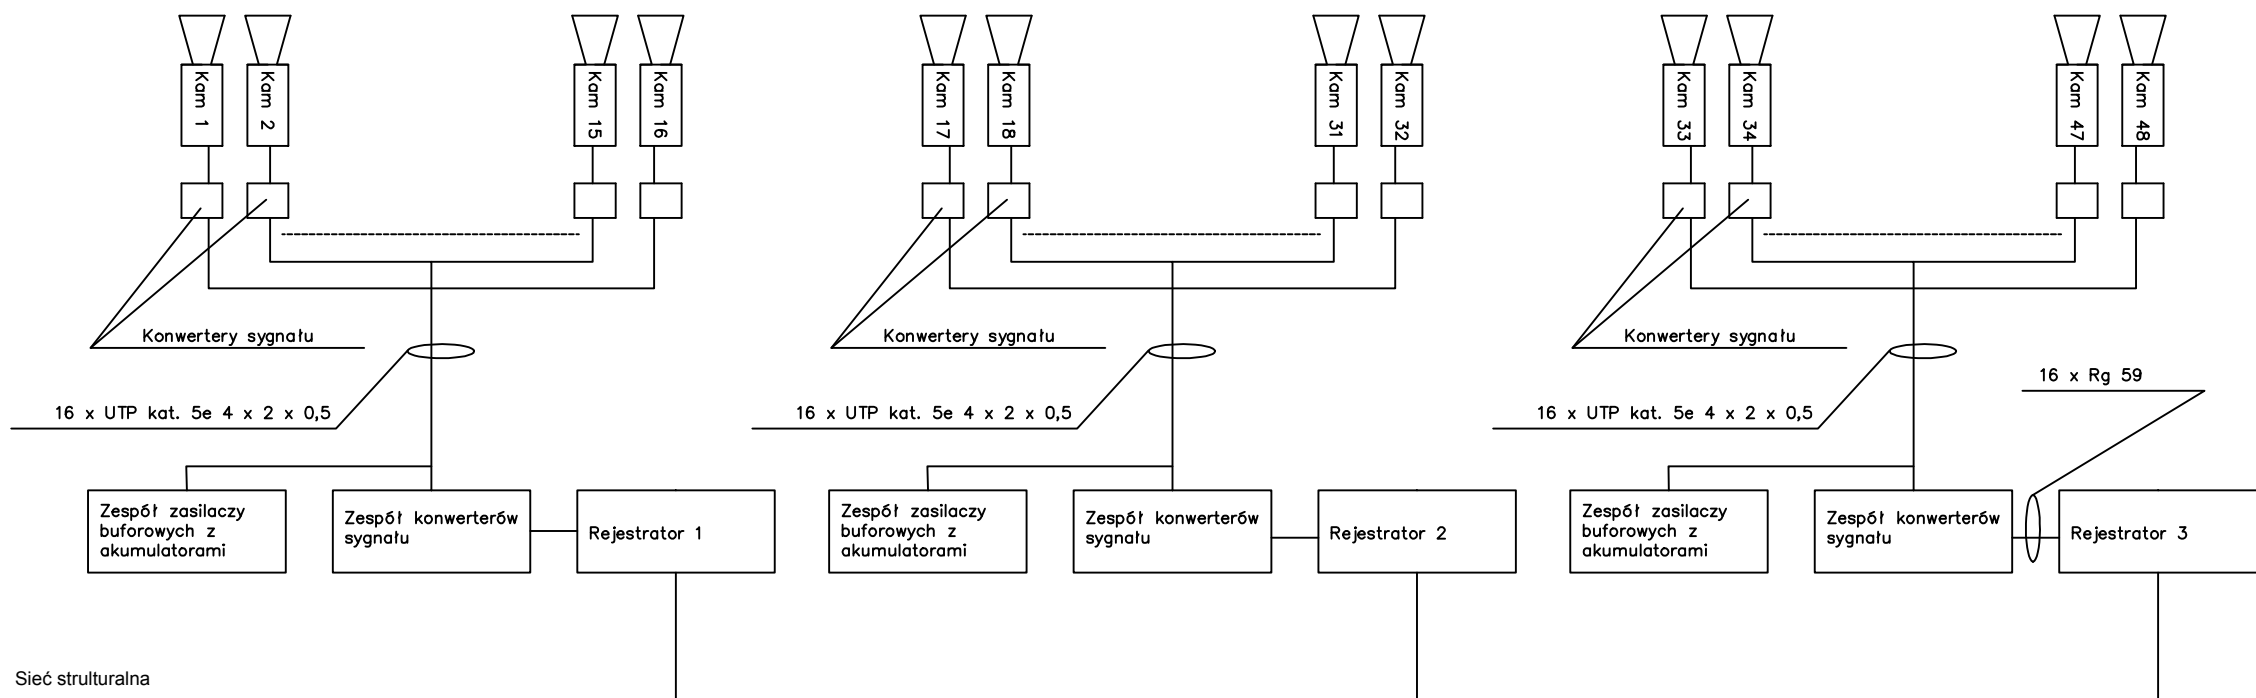 Kam 1
Kam 2
Kam 15
Kam 16
Kam 17
Kam 18
Kam 31
Kam 32
Kam 33
Kam 34
Kam 47
Kam 48
Konwertery sygnału
Konwertery sygnału
Konwertery sygnału
16 x Rg 59
16 x UTP kat. 5e 4 x 2 x 0,5
16 x UTP kat. 5e 4 x 2 x 0,5
16 x UTP kat. 5e 4 x 2 x 0,5
Zespół zasilaczy
buforowych z
akumulatorami
Zespół konwerterów
sygnału
Rejestrator 1
Zespół zasilaczy
buforowych z
akumulatorami
Zespół konwerterów
sygnału
Rejestrator 2
Zespół zasilaczy
buforowych z
akumulatorami
Zespół konwerterów
sygnału
Rejestrator 3
Sieć strulturalna